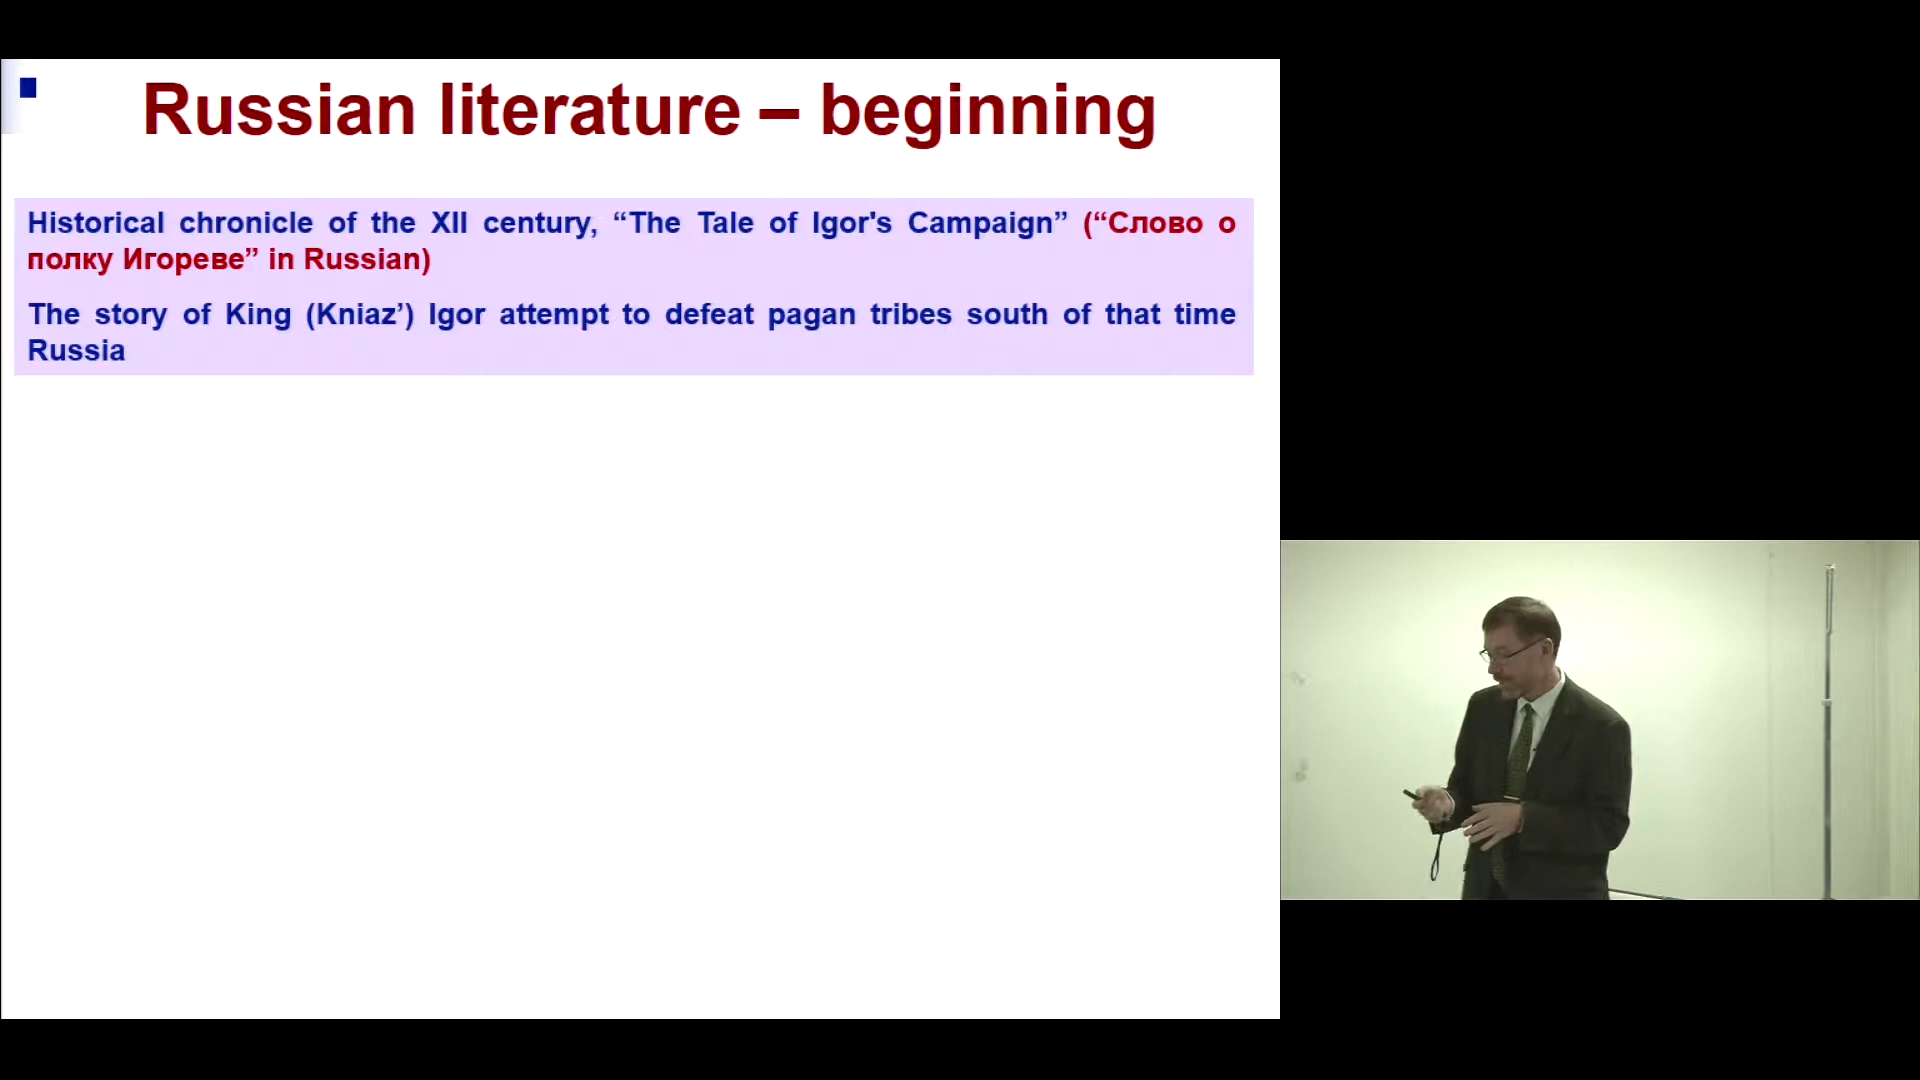 Russian literature – beginning
Historical chronicle of the XII century, “The Tale of Igor's Campaign” (“Слово о
полку Игореве” in Russian)
The story of King (Kniaz’) Igor attempt to defeat pagan tribes south of that time
Russia